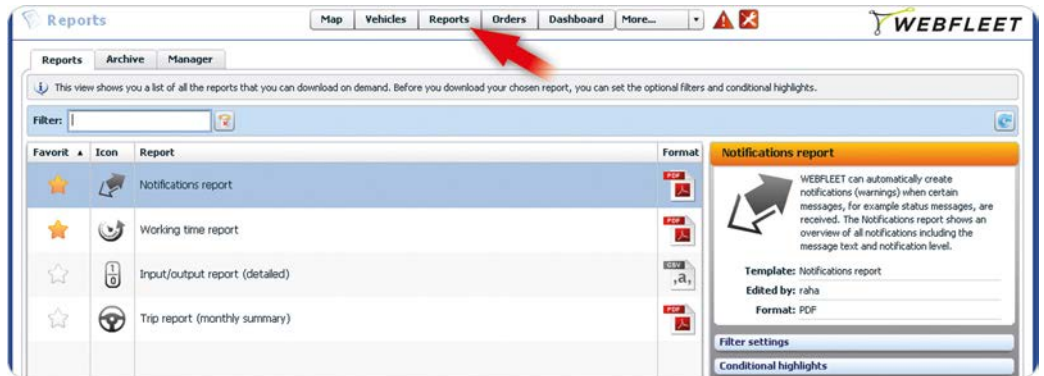 Reports
Map Vehicles Reports Orders Dashboard More...
WEBFLEET
Reports Archive Manager
This view shows you a list of all the reports that you can download on demand. Before you download your chosen report, you can set the optional filters and conditional highlights.
Filter:
Favorit Icon Report Format
Notifications report
PDF
Working time report
PDF
1
0
Input/output report (detailed)
CSV
,a,
Trip report (monthly summary)
PDF
Notifications report
WEBFLEET can automatically create
notifications (warnings) when certain
messages, for example status messages, are
received. The Notifications report shows an
overview of all notifications including the
message text and notification level.
Template: Notifications report
Edited by: raha
Format: PDF
Filter settings
Conditional highlights